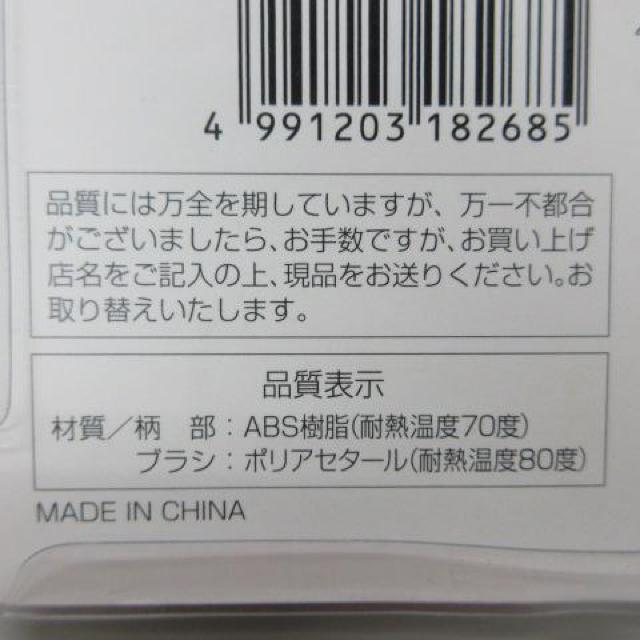 4 991203 182685
品質には万全を期していますが、万一不都合
がございましたら、お手数ですが、お買い上げ
店名をご記入の上、現品をお送りください。お
取り替えいたします。
品質表示
材質／柄　部：ABS樹脂(耐熱温度70度)
ブラシ：ポリアセタール(耐熱温度80度)
MADE IN CHINA